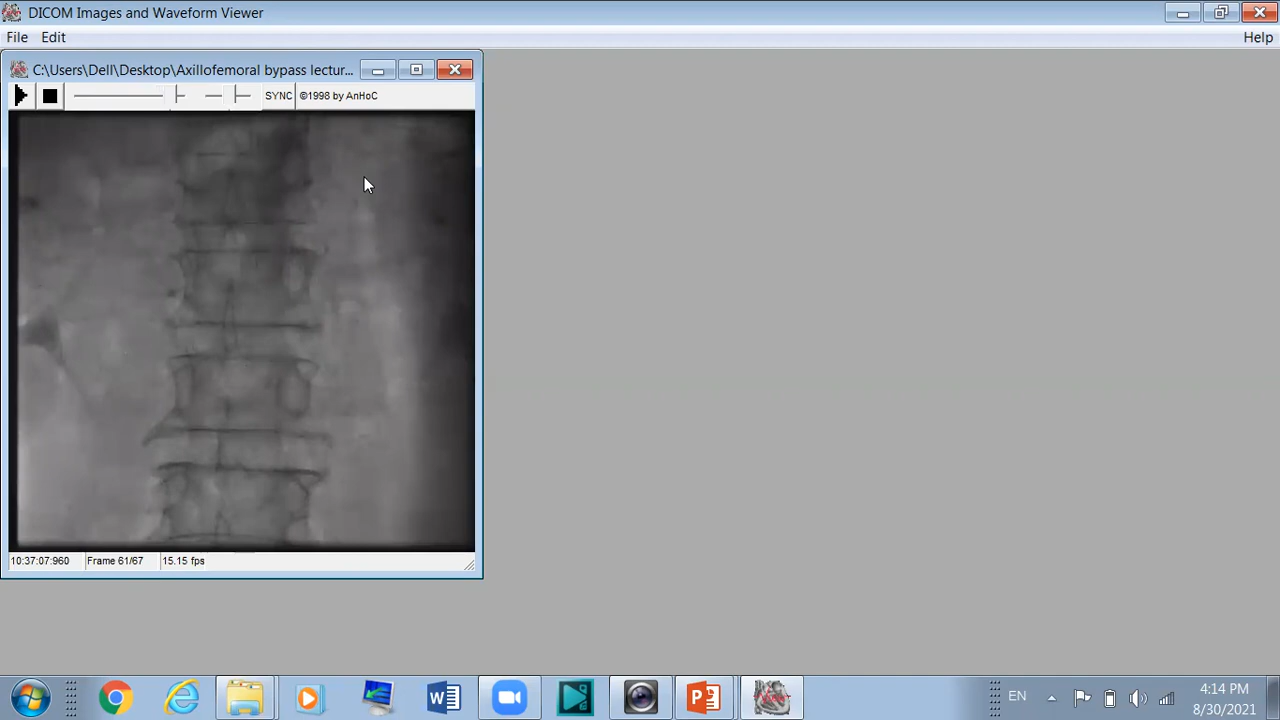 DICOM Images and Waveform Viewer
File Edit Help
C:\Users\Dell\Desktop\Axillofemoral bypass lectur...
SYNC ©1998 by AnHoC
10:37:07:960 Frame 61/67 15.15 fps
EN 4:14 PM
8/30/2021